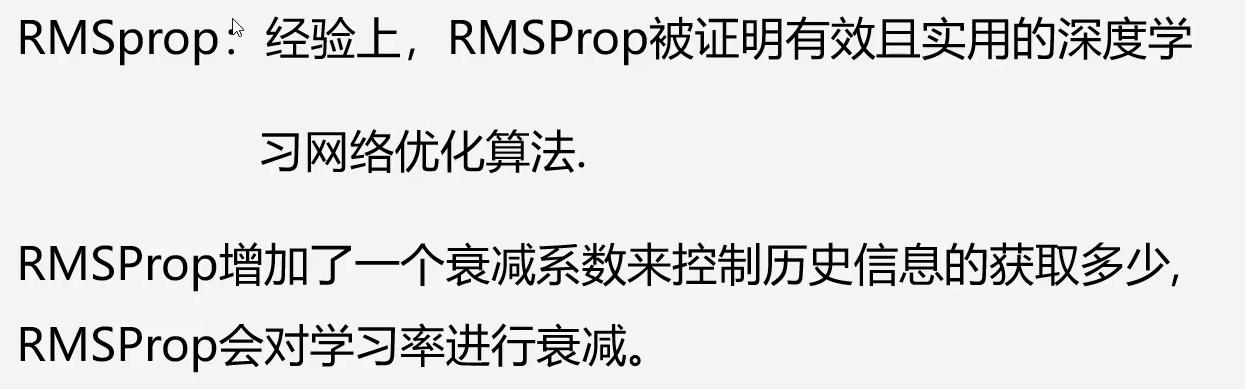 RMSprop：经验上，RMSProp被证明有效且实用的深度学
习网络优化算法.
RMSProp增加了一个衰减系数来控制历史信息的获取多少,
RMSProp会对学习率进行衰减。